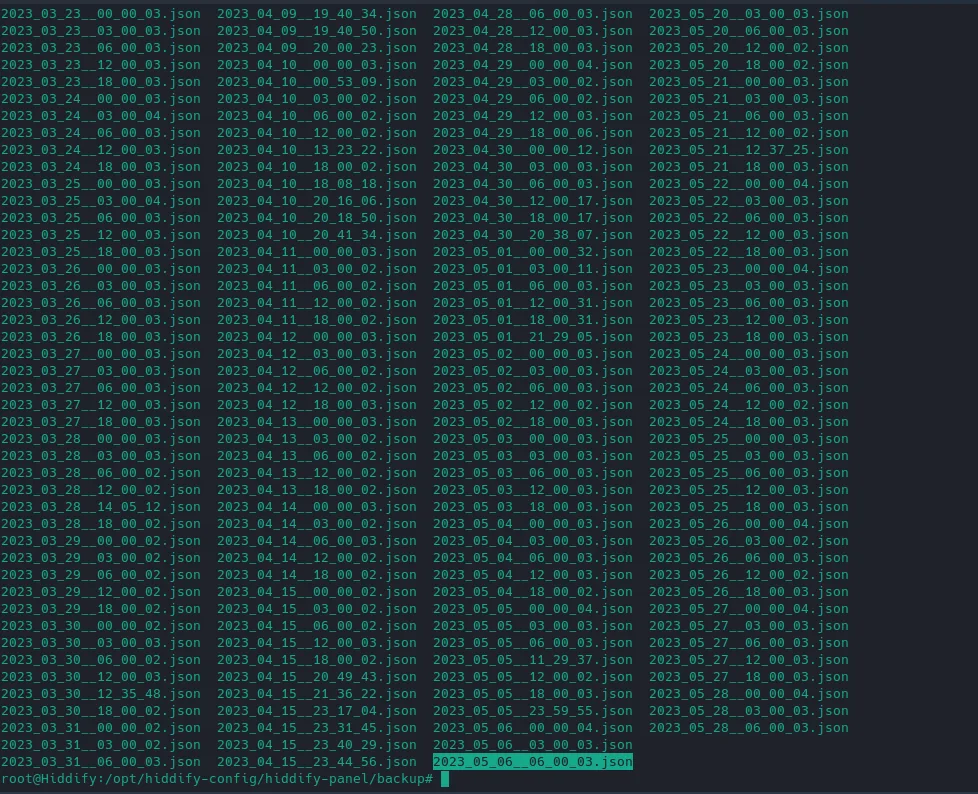 2023_03_23__00_00_03.json  2023_04_09__19_40_34.json  2023_04_28__06_00_03.json  2023_05_20__03_00_03.json
2023_03_23__03_00_03.json  2023_04_09__19_40_50.json  2023_04_28__12_00_03.json  2023_05_20__06_00_03.json
2023_03_23__06_00_03.json  2023_04_09__20_00_23.json  2023_04_28__18_00_03.json  2023_05_20__12_00_02.json
2023_03_23__12_00_03.json  2023_04_10__00_00_03.json  2023_04_29__00_00_04.json  2023_05_20__18_00_02.json
2023_03_23__18_00_03.json  2023_04_10__00_53_09.json  2023_04_29__03_00_02.json  2023_05_21__00_00_03.json
2023_03_24__00_00_03.json  2023_04_10__03_00_02.json  2023_04_29__06_00_02.json  2023_05_21__03_00_03.json
2023_03_24__03_00_04.json  2023_04_10__06_00_02.json  2023_04_29__12_00_03.json  2023_05_21__06_00_03.json
2023_03_24__06_00_03.json  2023_04_10__12_00_02.json  2023_04_29__18_00_06.json  2023_05_21__12_00_02.json
2023_03_24__12_00_03.json  2023_04_10__13_23_22.json  2023_04_30__00_00_12.json  2023_05_21__12_37_25.json
2023_03_24__18_00_03.json  2023_04_10__18_00_02.json  2023_04_30__03_00_03.json  2023_05_21__18_00_03.json
2023_03_25__00_00_03.json  2023_04_10__18_08_18.json  2023_04_30__06_00_03.json  2023_05_22__00_00_04.json
2023_03_25__03_00_04.json  2023_04_10__20_16_06.json  2023_04_30__12_00_17.json  2023_05_22__03_00_03.json
2023_03_25__06_00_03.json  2023_04_10__20_18_50.json  2023_04_30__18_00_17.json  2023_05_22__06_00_03.json
2023_03_25__12_00_03.json  2023_04_10__20_41_34.json  2023_04_30__20_38_07.json  2023_05_22__12_00_03.json
2023_03_25__18_00_03.json  2023_04_11__00_00_03.json  2023_05_01__00_00_32.json  2023_05_22__18_00_03.json
2023_03_26__00_00_03.json  2023_04_11__03_00_02.json  2023_05_01__03_00_11.json  2023_05_23__00_00_04.json
2023_03_26__03_00_03.json  2023_04_11__06_00_02.json  2023_05_01__06_00_03.json  2023_05_23__03_00_03.json
2023_03_26__06_00_03.json  2023_04_11__12_00_02.json  2023_05_01__12_00_31.json  2023_05_23__06_00_03.json
2023_03_26__12_00_03.json  2023_04_11__18_00_02.json  2023_05_01__18_00_31.json  2023_05_23__12_00_03.json
2023_03_26__18_00_03.json  2023_04_12__00_00_03.json  2023_05_01__21_29_05.json  2023_05_23__18_00_03.json
2023_03_27__00_00_03.json  2023_04_12__03_00_03.json  2023_05_02__00_00_03.json  2023_05_24__00_00_03.json
2023_03_27__03_00_03.json  2023_04_12__06_00_02.json  2023_05_02__03_00_03.json  2023_05_24__03_00_03.json
2023_03_27__06_00_03.json  2023_04_12__12_00_02.json  2023_05_02__06_00_03.json  2023_05_24__06_00_03.json
2023_03_27__12_00_03.json  2023_04_12__18_00_03.json  2023_05_02__12_00_02.json  2023_05_24__12_00_02.json
2023_03_27__18_00_03.json  2023_04_13__00_00_03.json  2023_05_02__18_00_03.json  2023_05_24__18_00_03.json
2023_03_28__00_00_03.json  2023_04_13__03_00_02.json  2023_05_03__00_00_03.json  2023_05_25__00_00_03.json
2023_03_28__03_00_03.json  2023_04_13__06_00_02.json  2023_05_03__03_00_03.json  2023_05_25__03_00_03.json
2023_03_28__06_00_02.json  2023_04_13__12_00_02.json  2023_05_03__06_00_03.json  2023_05_25__06_00_03.json
2023_03_28__12_00_02.json  2023_04_13__18_00_02.json  2023_05_03__12_00_03.json  2023_05_25__12_00_03.json
2023_03_28__14_05_12.json  2023_04_14__00_00_03.json  2023_05_03__18_00_03.json  2023_05_25__18_00_03.json
2023_03_28__18_00_02.json  2023_04_14__03_00_02.json  2023_05_04__00_00_03.json  2023_05_26__00_00_04.json
2023_03_29__00_00_02.json  2023_04_14__06_00_03.json  2023_05_04__03_00_03.json  2023_05_26__03_00_02.json
2023_03_29__03_00_02.json  2023_04_14__12_00_02.json  2023_05_04__06_00_03.json  2023_05_26__06_00_03.json
2023_03_29__06_00_02.json  2023_04_14__18_00_02.json  2023_05_04__12_00_03.json  2023_05_26__12_00_02.json
2023_03_29__12_00_02.json  2023_04_15__00_00_02.json  2023_05_04__18_00_02.json  2023_05_26__18_00_03.json
2023_03_29__18_00_02.json  2023_04_15__03_00_02.json  2023_05_05__00_00_04.json  2023_05_27__00_00_04.json
2023_03_30__00_00_02.json  2023_04_15__06_00_02.json  2023_05_05__03_00_03.json  2023_05_27__03_00_03.json
2023_03_30__03_00_03.json  2023_04_15__12_00_03.json  2023_05_05__06_00_03.json  2023_05_27__06_00_03.json
2023_03_30__06_00_02.json  2023_04_15__18_00_02.json  2023_05_05__11_29_37.json  2023_05_27__12_00_03.json
2023_03_30__12_00_03.json  2023_04_15__20_49_43.json  2023_05_05__12_00_02.json  2023_05_27__18_00_03.json
2023_03_30__12_35_48.json  2023_04_15__21_36_22.json  2023_05_05__18_00_03.json  2023_05_28__00_00_04.json
2023_03_30__18_00_02.json  2023_04_15__23_17_04.json  2023_05_05__23_59_55.json  2023_05_28__03_00_03.json
2023_03_31__00_00_02.json  2023_04_15__23_31_45.json  2023_05_06__00_00_04.json  2023_05_28__06_00_03.json
2023_03_31__03_00_02.json  2023_04_15__23_40_29.json  2023_05_06__03_00_03.json
2023_03_31__06_00_03.json  2023_04_15__23_44_56.json  2023_05_06__06_00_03.json
root@Hiddify:/opt/hiddify-config/hiddify-panel/backup#